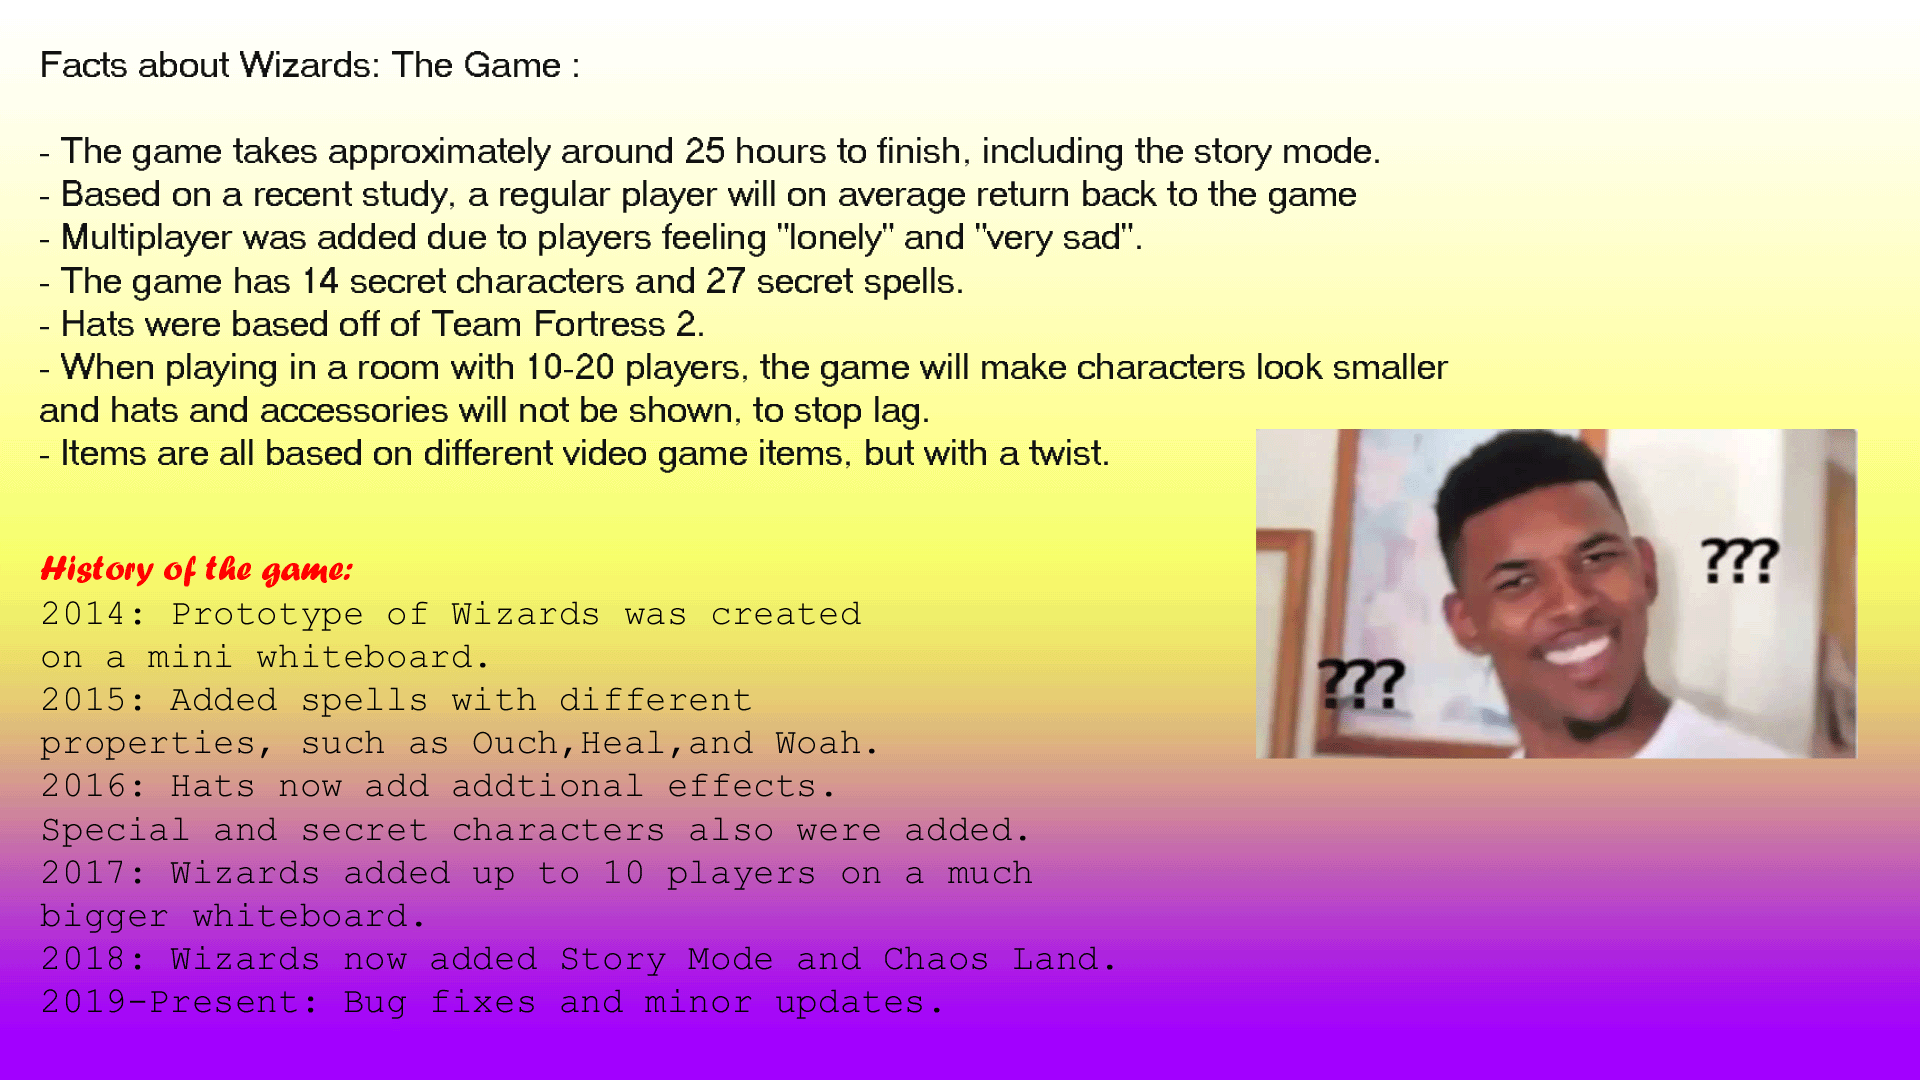 Facts about Wizards: The Game :
- The game takes approximately around 25 hours to finish, including the story mode.
- Based on a recent study, a regular player will on average return back to the game
- Multiplayer was added due to players feeling "lonely" and "very sad".
- The game has 14 secret characters and 27 secret spells.
- Hats were based off of Team Fortress 2.
- When playing in a room with 10-20 players, the game will make characters look smaller
and hats and accessories will not be shown, to stop lag.
- Items are all based on different video game items, but with a twist.
???
???
History of the game:
2014: Prototype of Wizards was created
on a mini whiteboard.
2015: Added spells with different
properties, such as Ouch,Heal,and Woah.
2016: Hats now add addtional effects.
Special and secret characters also were added.
2017: Wizards added up to 10 players on a much
bigger whiteboard.
2018: Wizards now added Story Mode and Chaos Land.
2019-Present: Bug fixes and minor updates.